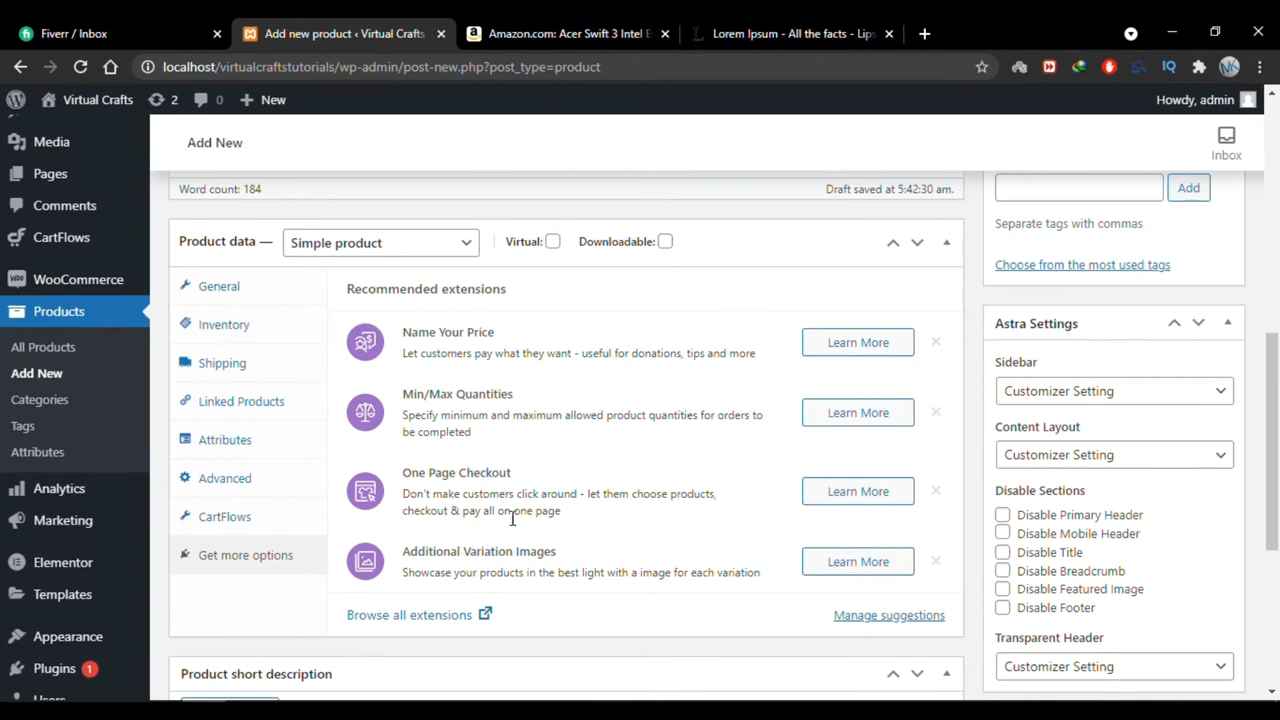 Fiverr / Inbox
Add new product ‹ Virtual Crafts
Amazon.com: Acer Swift 3 Intel E
Lorem Ipsum - All the facts - Lips
localhost/virtualcraftstutorials/wp-admin/post-new.php?post_type=product
Virtual Crafts
2
0
New
Howdy, admin
Media
Pages
Comments
CartFlows
WooCommerce
Products
All Products
Add New
Categories
Tags
Attributes
Analytics
Marketing
Elementor
Templates
Appearance
Plugins 1
Users
Add New
Inbox
Word count: 184
Draft saved at 5:42:30 am.
Product data —
Simple product
Virtual:
Downloadable:
General
Inventory
Shipping
Linked Products
Attributes
Advanced
CartFlows
Get more options
Recommended extensions
Name Your Price
Let customers pay what they want - useful for donations, tips and more
Learn More
Min/Max Quantities
Specify minimum and maximum allowed product quantities for orders to
be completed
Learn More
One Page Checkout
Don't make customers click around - let them choose products,
checkout & pay all on one page
Learn More
Additional Variation Images
Showcase your products in the best light with a image for each variation
Learn More
Browse all extensions
Manage suggestions
Product short description
Add
Separate tags with commas
Choose from the most used tags
Astra Settings
Sidebar
Customizer Setting
Content Layout
Customizer Setting
Disable Sections
Disable Primary Header
Disable Mobile Header
Disable Title
Disable Breadcrumb
Disable Featured Image
Disable Footer
Transparent Header
Customizer Setting